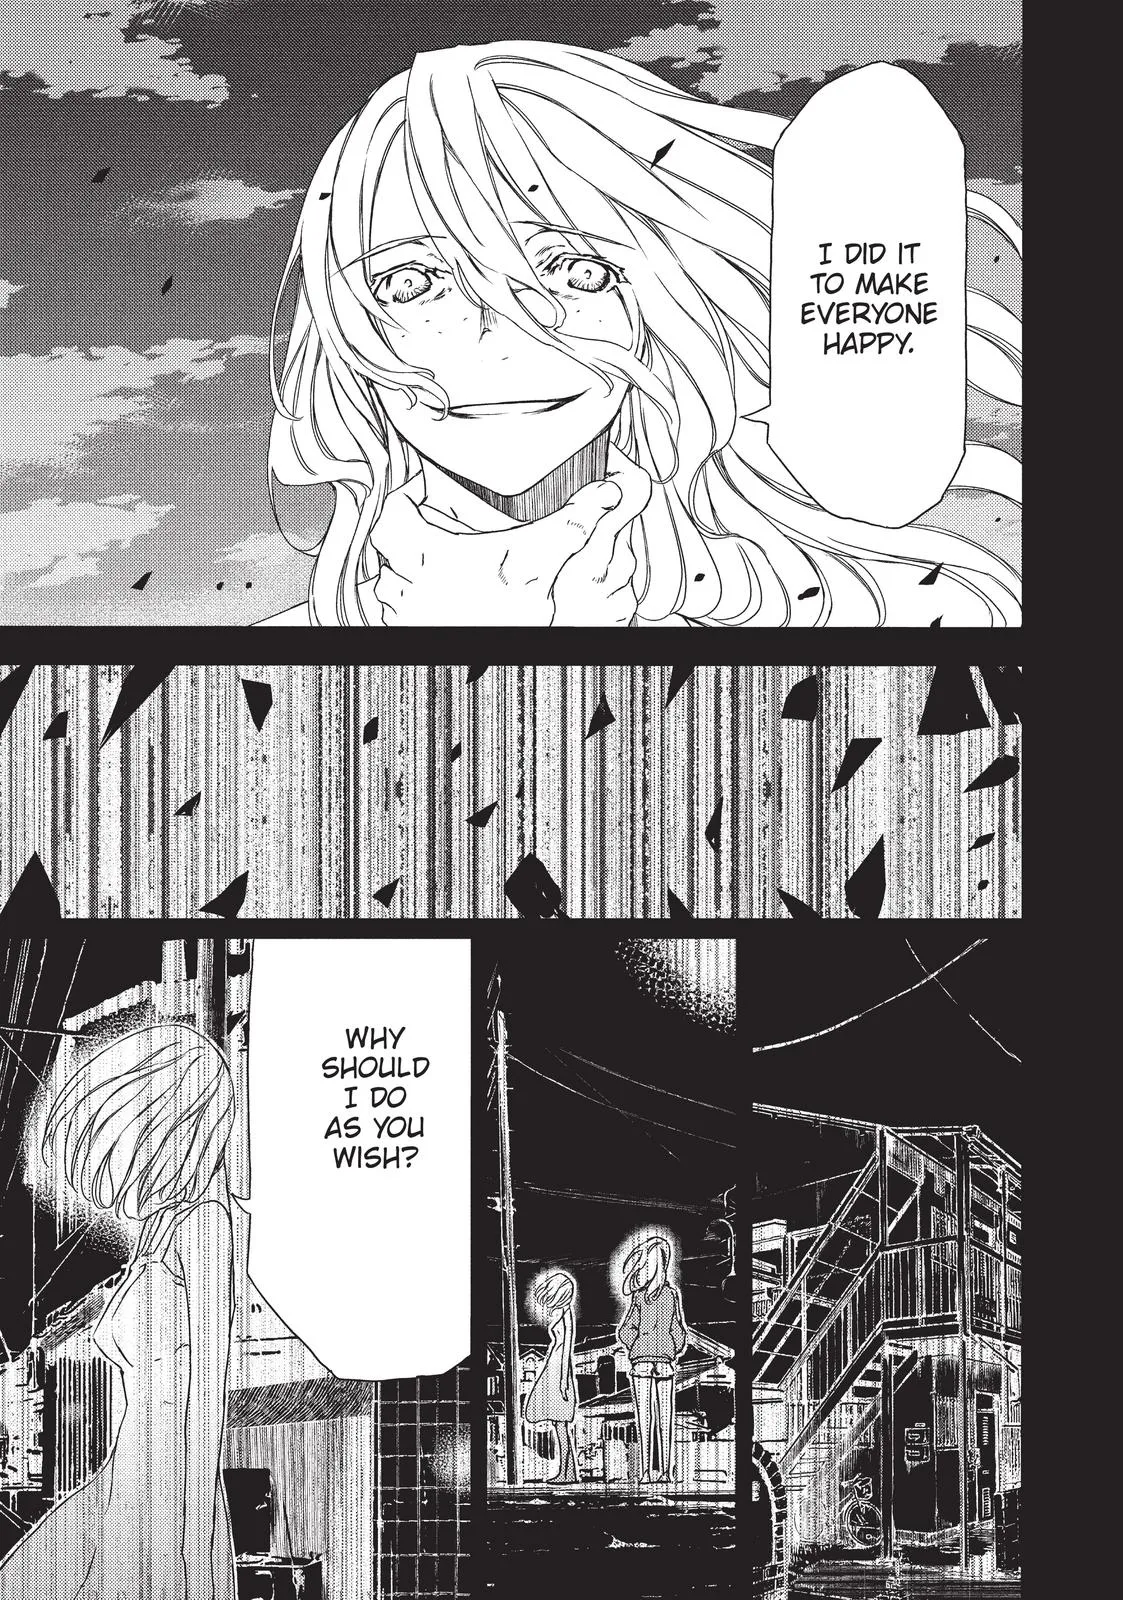 I DID IT
TO MAKE
EVERYONE
HAPPY.
WHY
SHOULD
I DO
AS YOU
WISH?